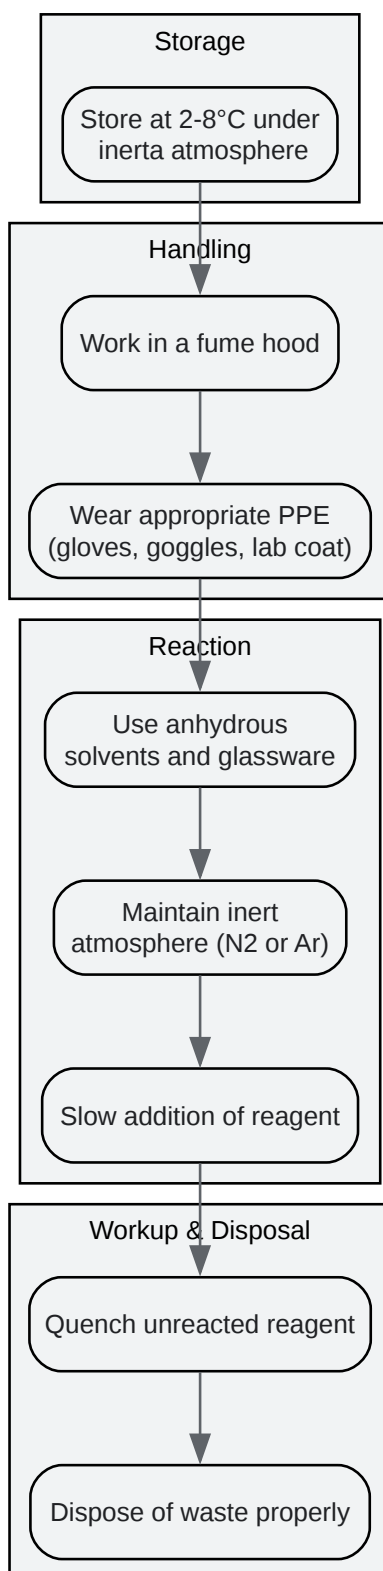 Storage
Store at 2-8°C under
inerta atmosphere
Handling
Work in a fume hood
Wear appropriate PPE
(gloves, goggles, lab coat)
Reaction
Use anhydrous
solvents and glassware
Maintain inert
atmosphere (N2 or Ar)
Slow addition of reagent
Workup & Disposal
Quench unreacted reagent
Dispose of waste properly